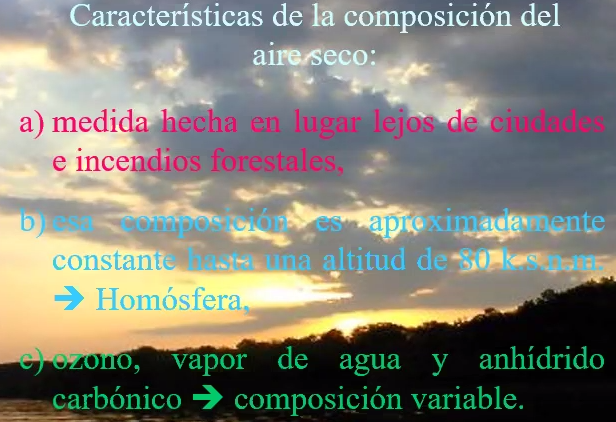 Características de la composición del
aire seco:
a) medida hecha en lugar lejos de ciudades
e incendios forestales,
b) esa composición es aproximadamente
constante hasta una altitud de 80 k.s.n.m.
➔ Homósfera,
c) ozono, vapor de agua y anhídrido
carbónico ➔ composición variable.